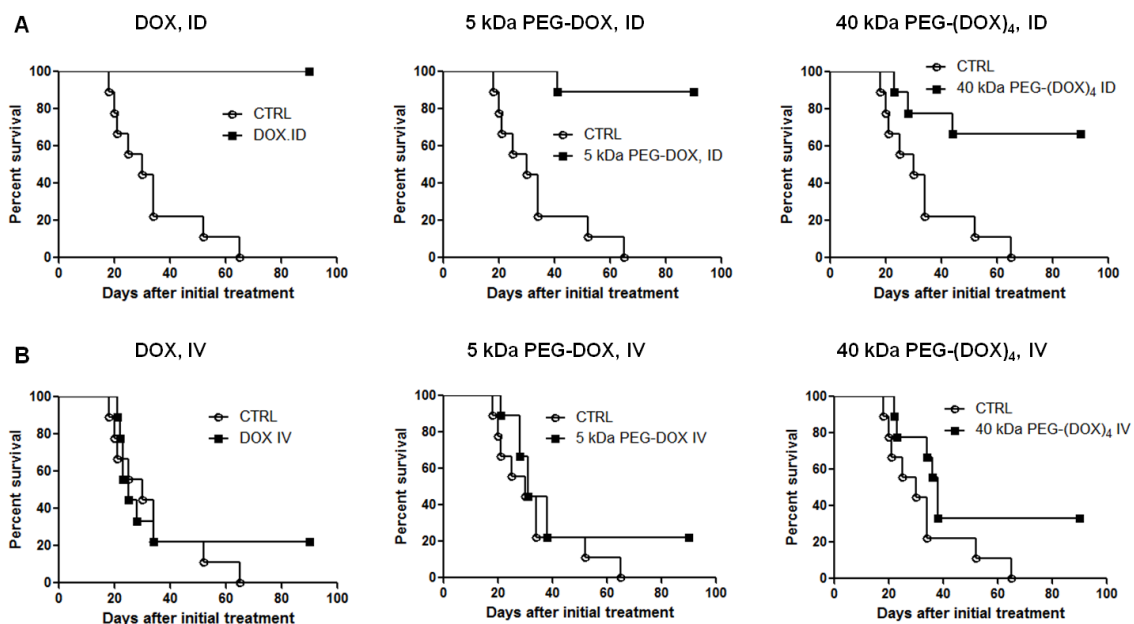 A
DOX, ID
5 kDa PEG-DOX, ID
40 kDa PEG-(DOX)₄, ID
Percent survival
100
80
60
40
20
0
CTRL
DOX.ID
0 20 40 60 80 100
Days after initial treatment
Percent survival
100
80
60
40
20
0
CTRL
5 kDa PEG-DOX, ID
0 20 40 60 80 100
Days after initial treatment
Percent survival
100
80
60
40
20
0
CTRL
40 kDa PEG-(DOX)₄ ID
0 20 40 60 80 100
Days after initial treatment
B
DOX, IV
5 kDa PEG-DOX, IV
40 kDa PEG-(DOX)₄, IV
Percent survival
100
80
60
40
20
0
CTRL
DOX IV
0 20 40 60 80 100
Days after initial treatment
Percent survival
100
80
60
40
20
0
CTRL
5 kDa PEG-DOX IV
0 20 40 60 80 100
Days after initial treatment
Percent survival
100
80
60
40
20
0
CTRL
40 kDa PEG-(DOX)₄ IV
0 20 40 60 80 100
Days after initial treatment